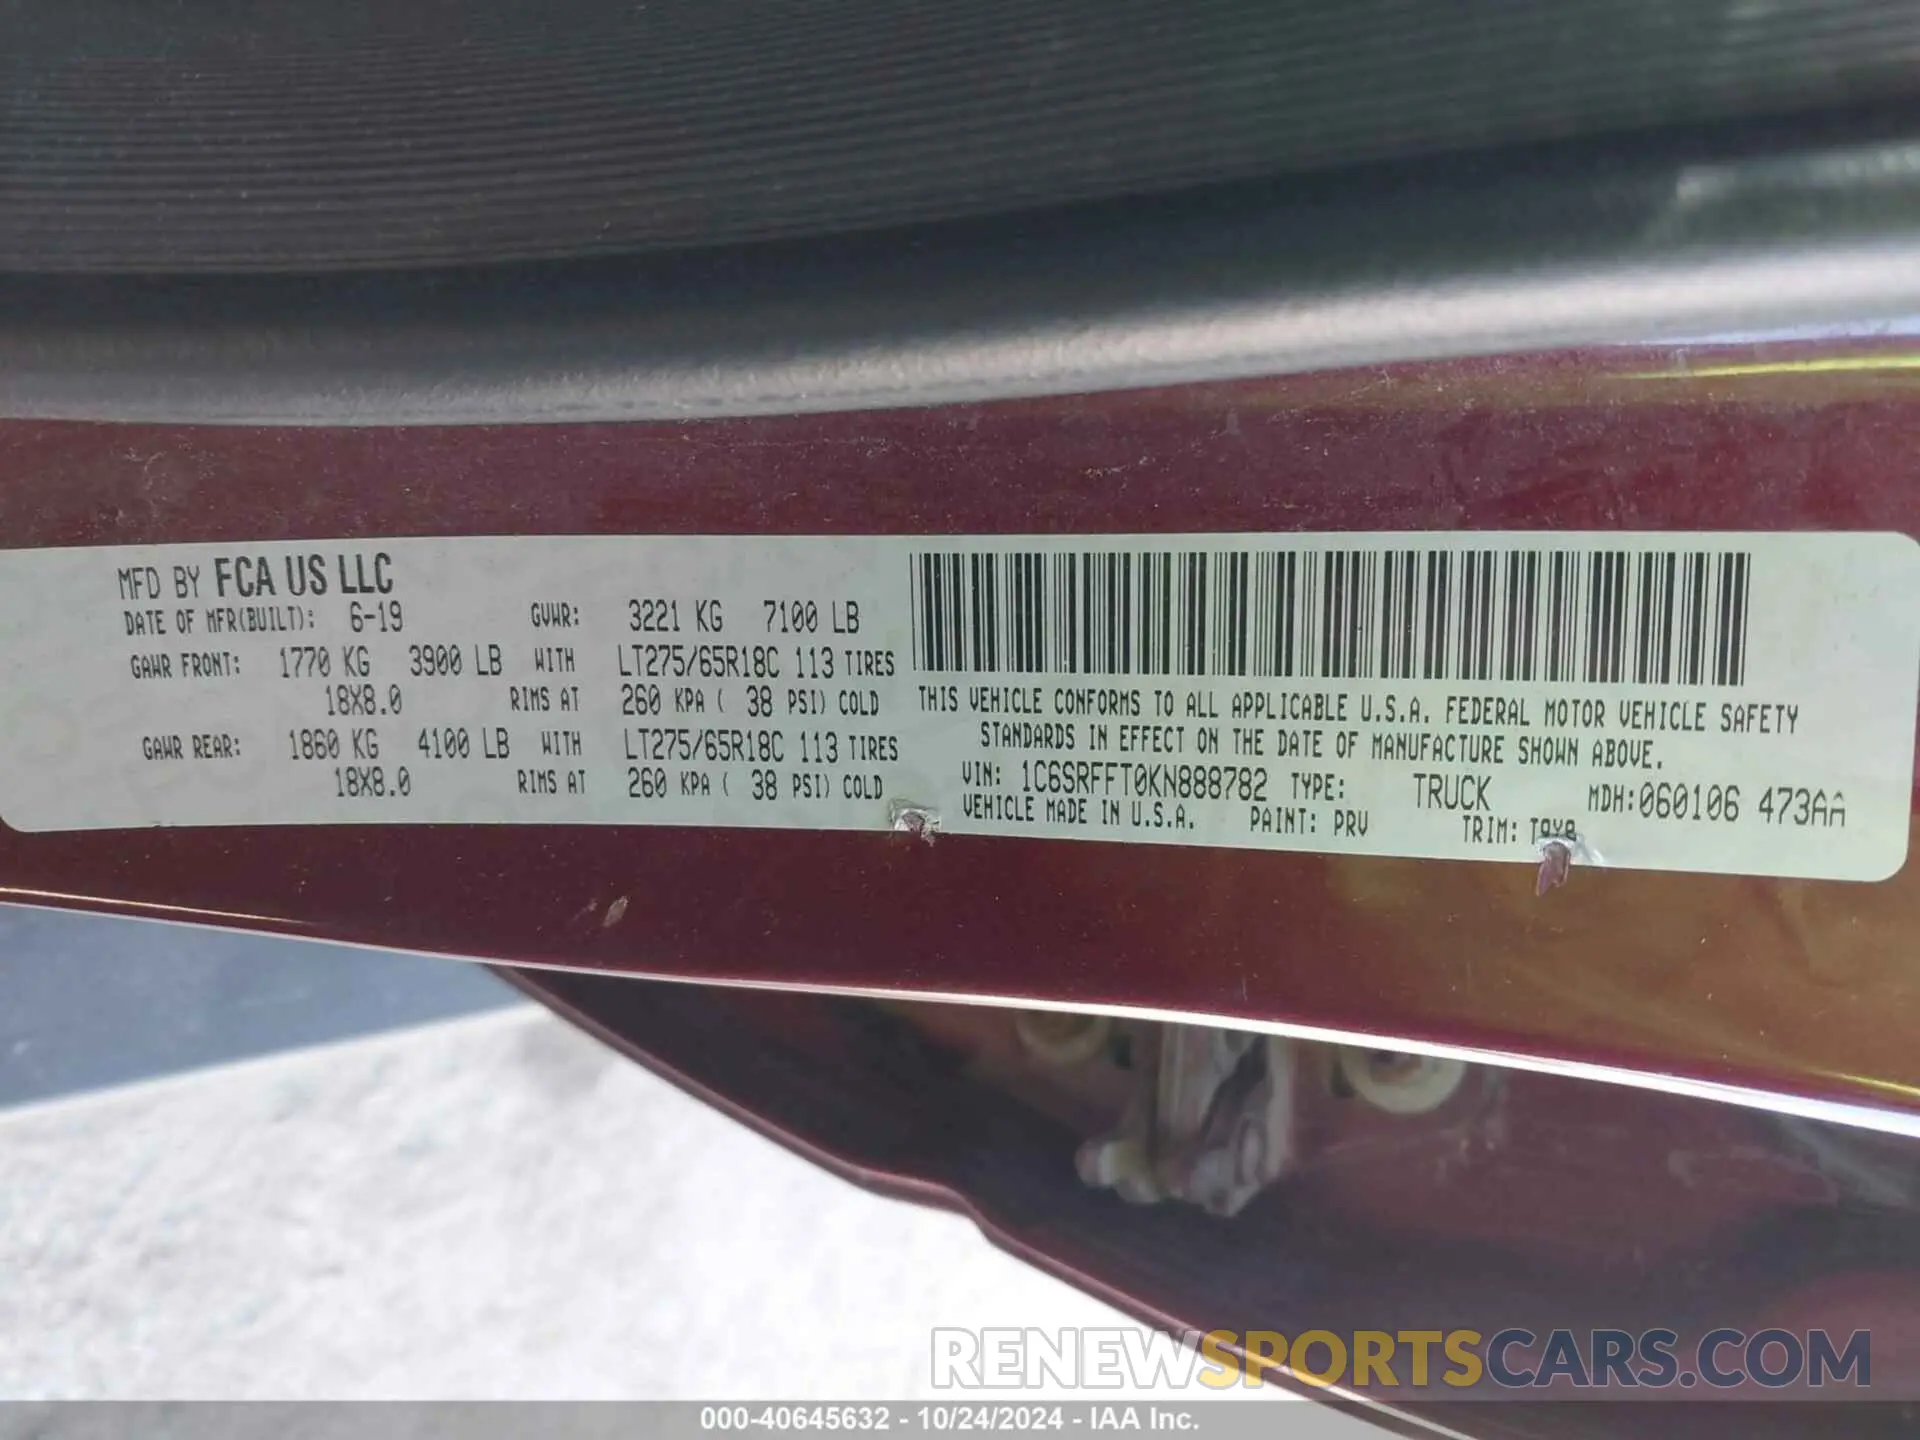 MFD BY FCA US LLC
DATE OF MFR(BUILT): 6-19 GVWR: 3221 KG 7100 LB
GAWR FRONT: 1770 KG 3900 LB WITH LT275/65R18C 113 TIRES
18X8.0 RIMS AT 260 KPA ( 38 PSI) COLD
GAWR REAR: 1860 KG 4100 LB WITH LT275/65R18C 113 TIRES
18X8.0 RIMS AT 260 KPA ( 38 PSI) COLD
THIS VEHICLE CONFORMS TO ALL APPLICABLE U.S.A. FEDERAL MOTOR VEHICLE SAFETY
STANDARDS IN EFFECT ON THE DATE OF MANUFACTURE SHOWN ABOVE.
VIN: 1C6SRFFT0KN888782 TYPE: TRUCK MDH:060106 473AA
VEHICLE MADE IN U.S.A. PAINT: PRV TRIM:
RENEWSPORTSCARS.COM
000-40645632 - 10/24/2024 - IAA Inc.